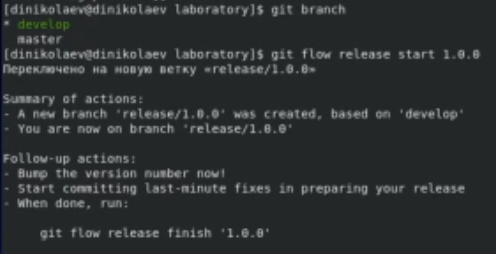 [dinikolaev@dinikolaev laboratory]$ git branch
* develop
  master
[dinikolaev@dinikolaev laboratory]$ git flow release start 1.0.0
Переключено на новую ветку «release/1.0.0»

Summary of actions:
- A new branch 'release/1.0.0' was created, based on 'develop'
- You are now on branch 'release/1.0.0'

Follow-up actions:
- Bump the version number now!
- Start committing last-minute fixes in preparing your release
- When done, run:

     git flow release finish '1.0.0'